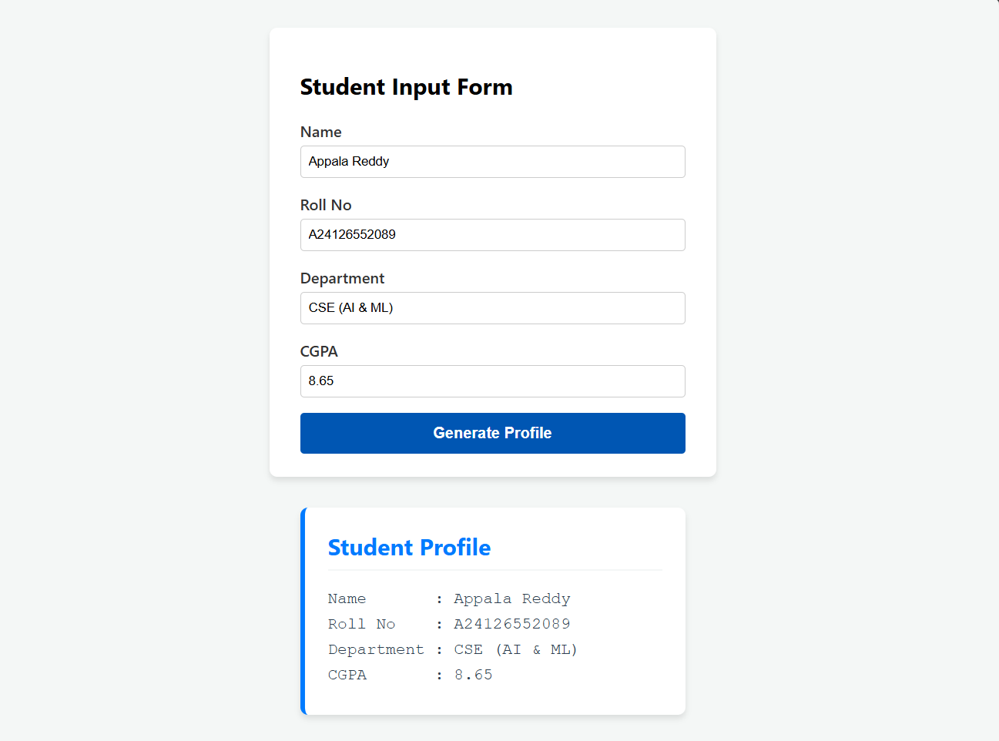 Student Input Form
Name
Appala Reddy
Roll No
A24126552089
Department
CSE (AI & ML)
CGPA
8.65
Generate Profile
Student Profile
Name : Appala Reddy
Roll No : A24126552089
Department : CSE (AI & ML)
CGPA : 8.65